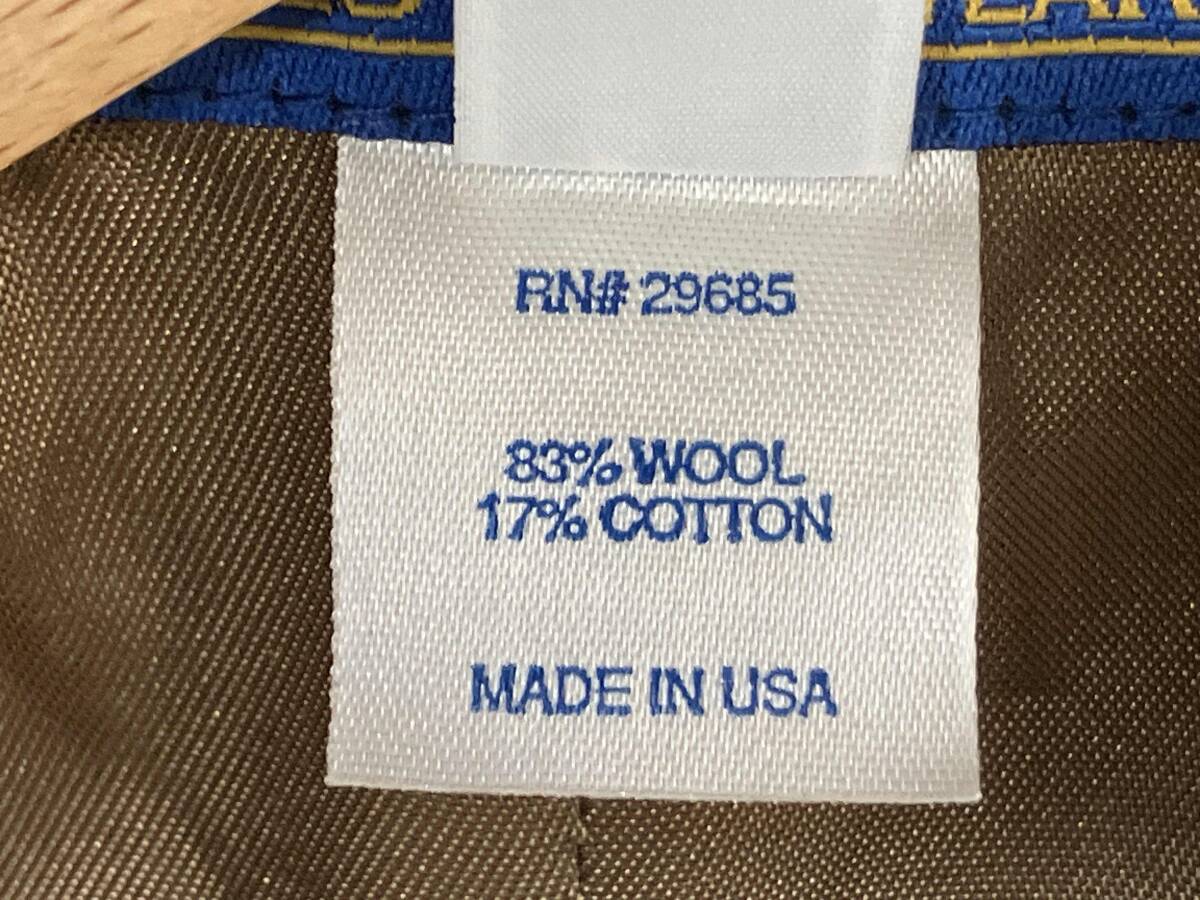 RN# 29685
83% WOOL
17% COTTON
MADE IN USA